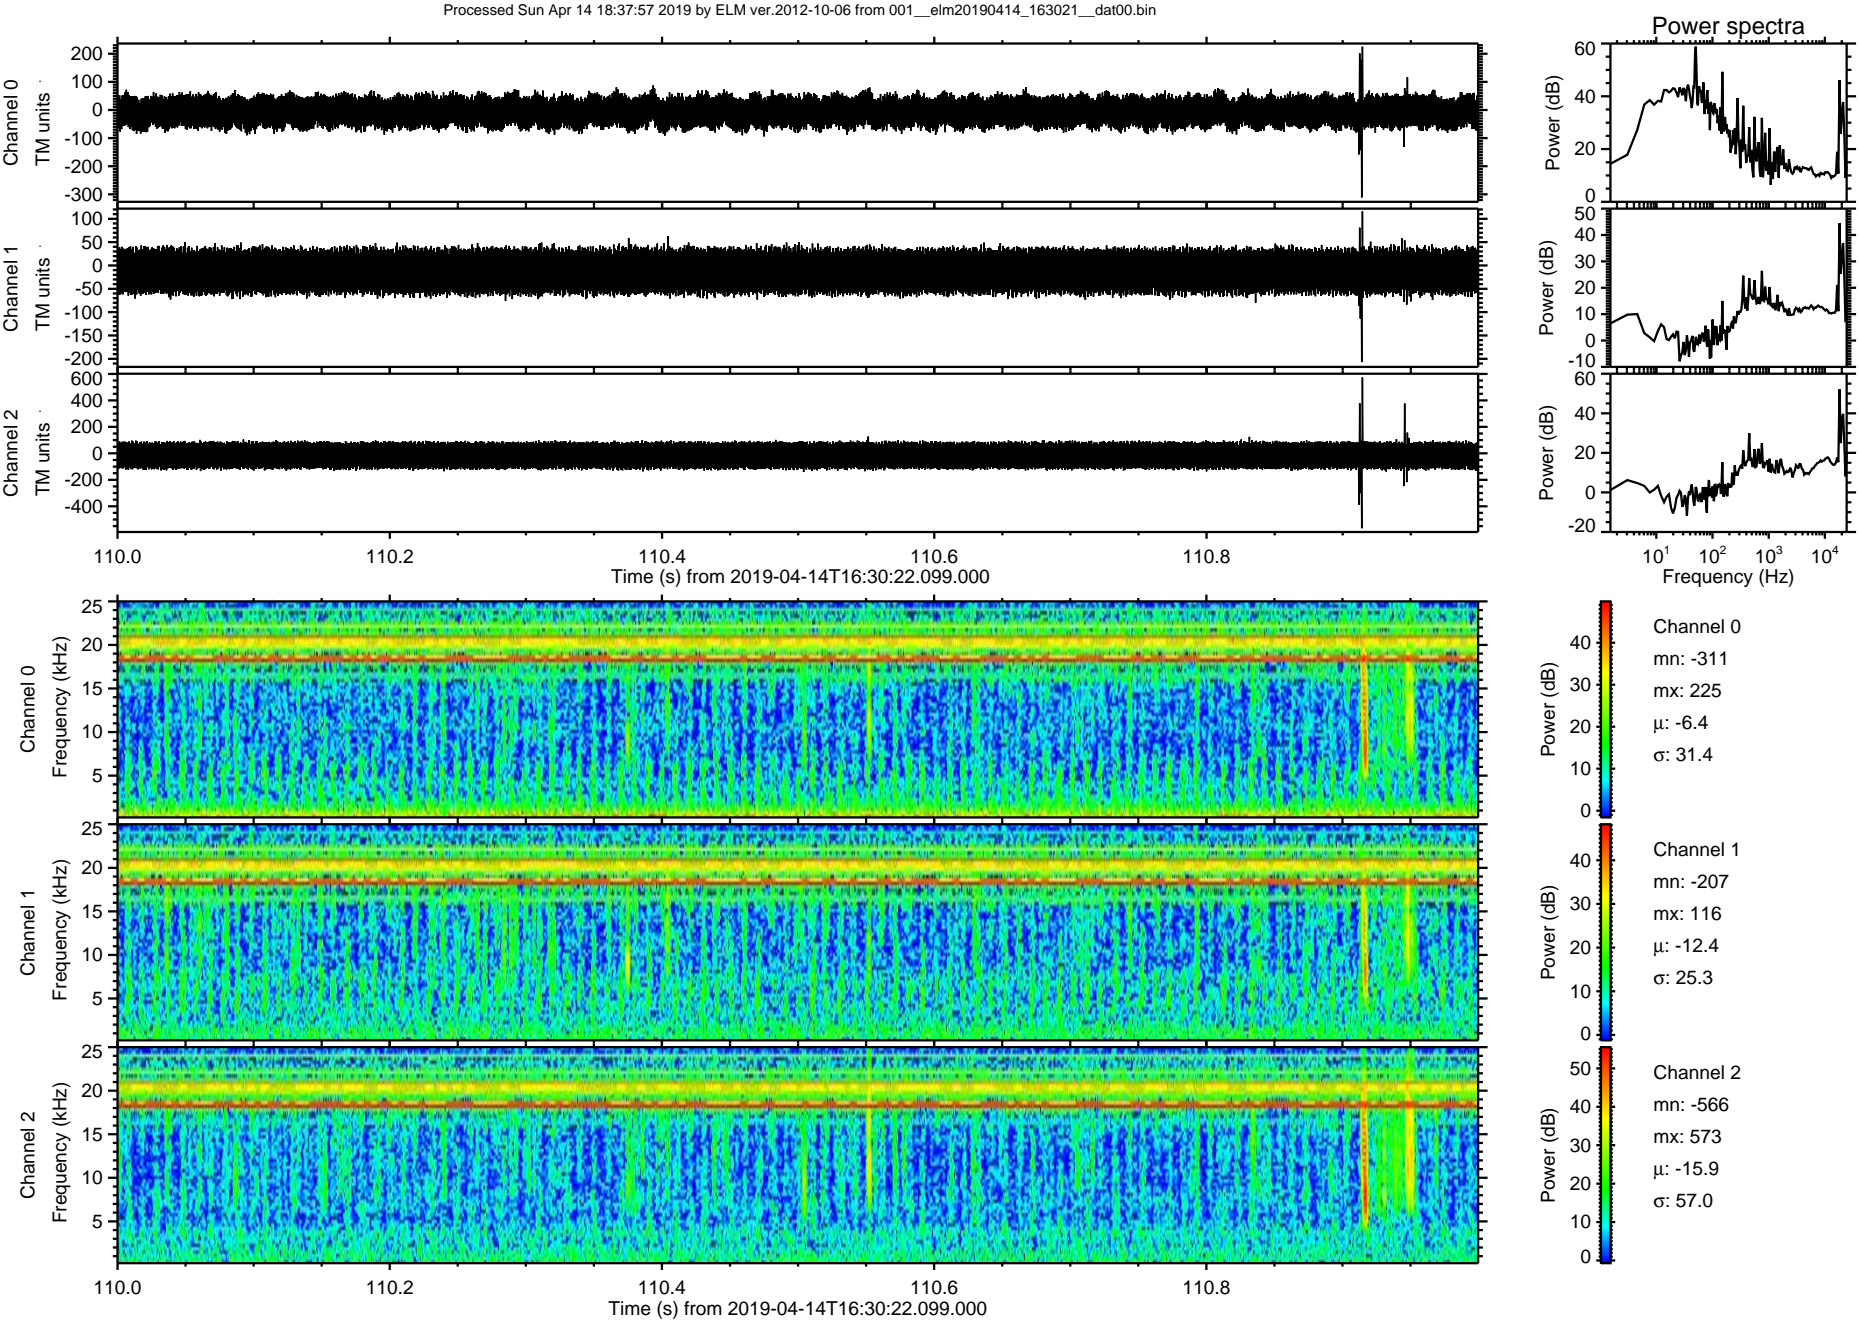 Processed Sun Apr 14 18:37:57 2019 by ELM ver.2012-10-06 from 001__elm20190414_163021__dat00.bin
Power spectra
Channel 0
TM units
200
100
0
-100
-200
-300
Power (dB)
60
40
20
0
Channel 1
TM units
100
50
0
-50
-100
-150
-200
Power (dB)
50
40
30
20
10
0
-10
Channel 2
TM units
600
400
200
0
-200
-400
Power (dB)
60
40
20
0
-20
110.0 110.2 110.4 110.6 110.8
Time (s) from 2019-04-14T16:30:22.099.000
10^1 10^2 10^3 10^4
Frequency (Hz)
Channel 0
Frequency (kHz)
25
20
15
10
5
Power (dB)
40
30
20
10
0
Channel 0
mn: -311
mx: 225
μ: -6.4
σ: 31.4
Channel 1
Frequency (kHz)
25
20
15
10
5
Power (dB)
40
30
20
10
0
Channel 1
mn: -207
mx: 116
μ: -12.4
σ: 25.3
Channel 2
Frequency (kHz)
25
20
15
10
5
Power (dB)
50
40
30
20
10
0
Channel 2
mn: -566
mx: 573
μ: -15.9
σ: 57.0
110.0 110.2 110.4 110.6 110.8
Time (s) from 2019-04-14T16:30:22.099.000